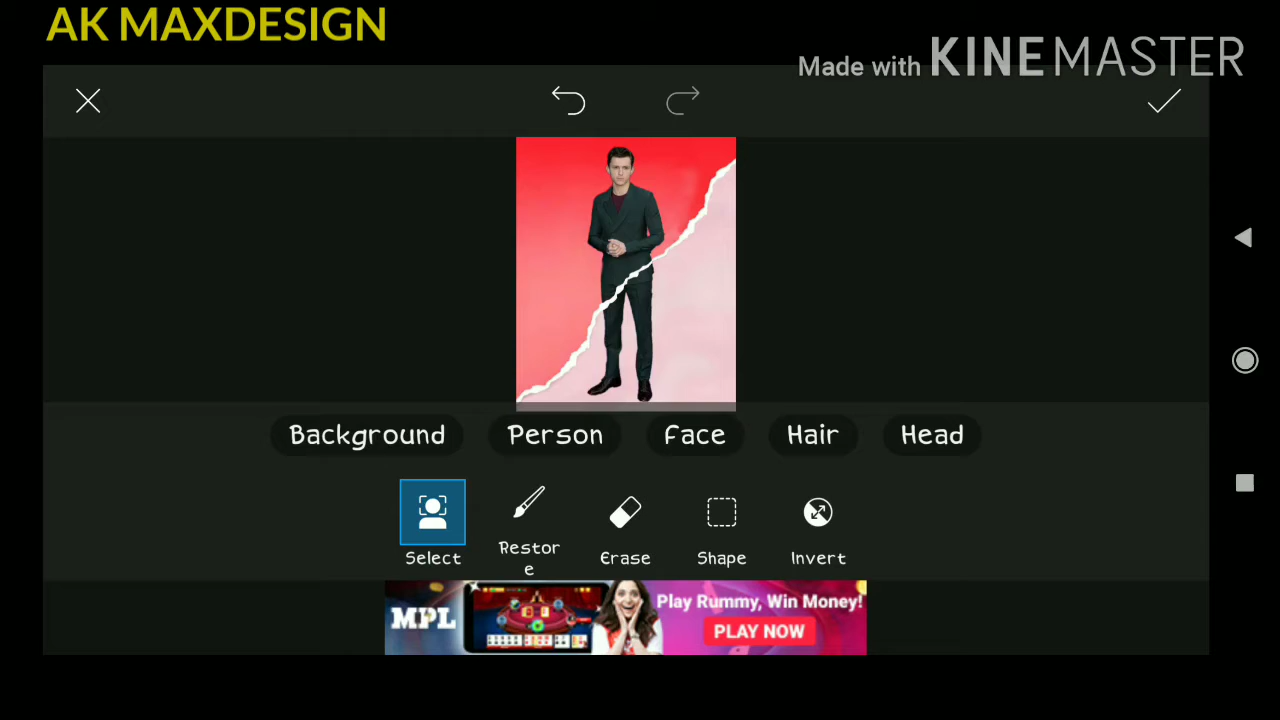 AK MAXDESIGN
Made with KINEMASTER
Background Person Face Hair Head
Select Restor
e Erase Shape Invert
MPL Play Rummy, Win Money!
PLAY NOW